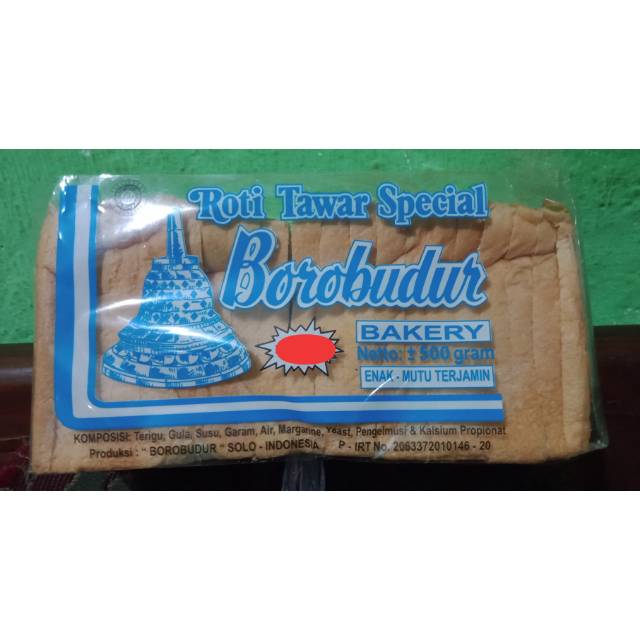 Roti Tawar Special
Borobudur
BAKERY
Netto: ± 500 gram
ENAK - MUTU TERJAMIN
KOMPOSISI: Terigu, Gula, Susu, Garam, Air, Margarine, Yeast, Pengelmusi & Kalsium Propionat
Produksi : " BOROBUDUR " SOLO - INDONESIA P - IRT No. 2063372010146 - 20